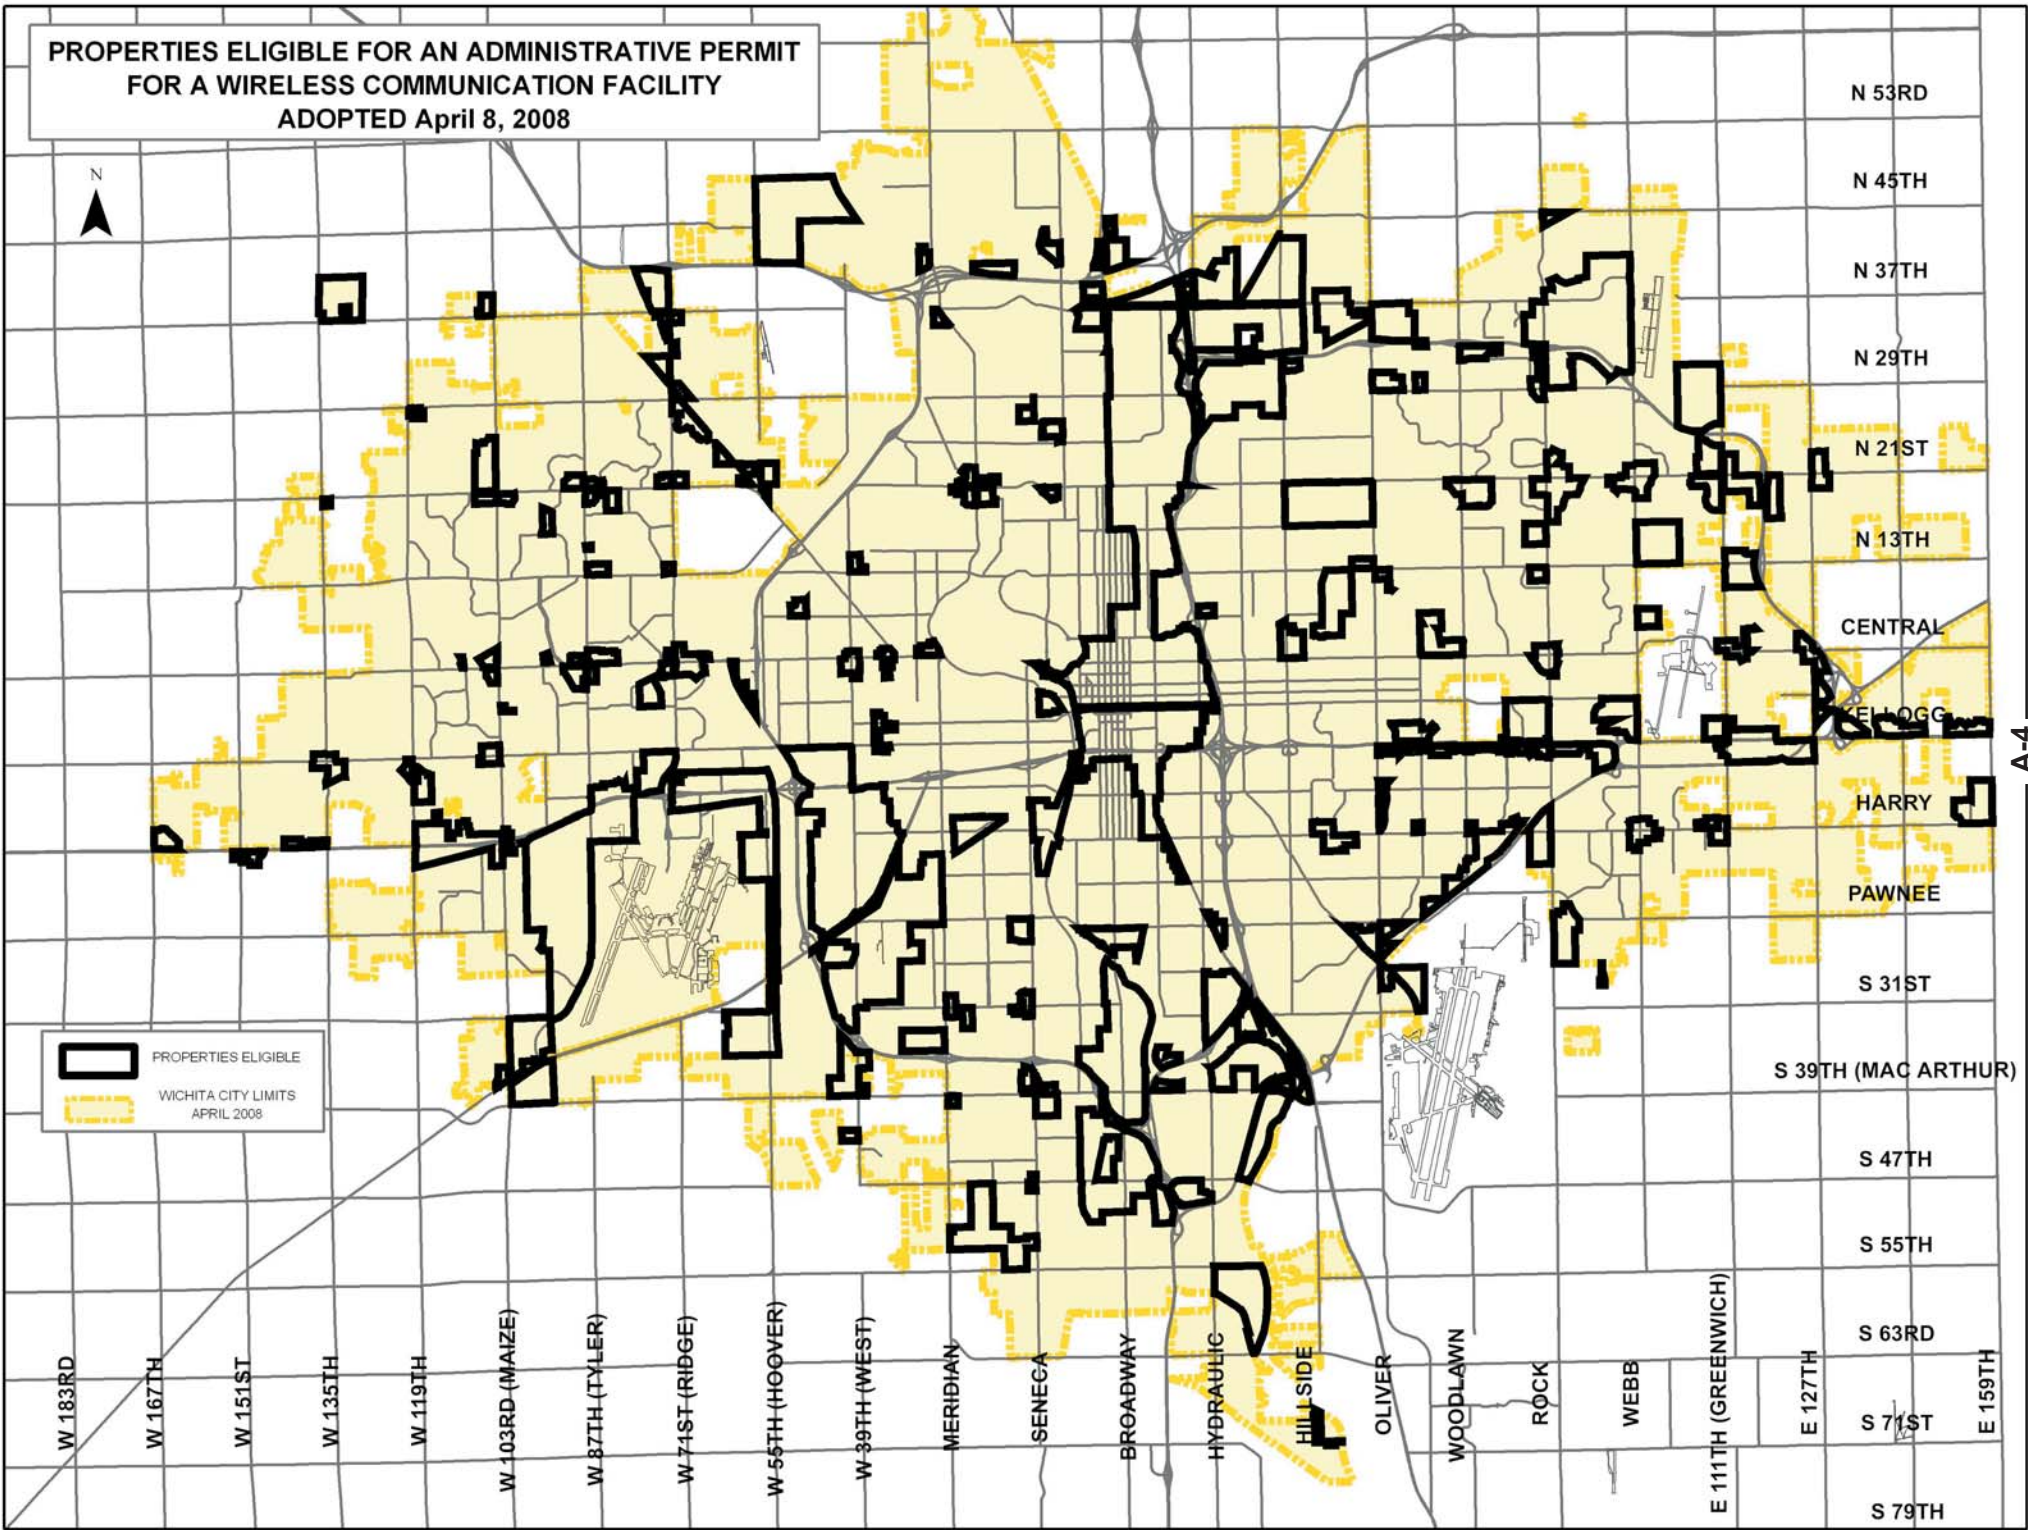 PROPERTIES ELIGIBLE FOR AN ADMINISTRATIVE PERMIT
FOR A WIRELESS COMMUNICATION FACILITY
ADOPTED April 8, 2008
N
N 53RD
N 45TH
N 37TH
N 29TH
N 21ST
N 13TH
CENTRAL
KELLOGG
HARRY
PAWNEE
S 31ST
S 39TH (MAC ARTHUR)
S 47TH
S 55TH
S 63RD
S 71ST
S 79TH
A-4
PROPERTIES ELIGIBLE
WICHITA CITY LIMITS
APRIL 2008
W 183RD
W 167TH
W 151ST
W 135TH
W 119TH
W 103RD (MAIZE)
W 87TH (TYLER)
W 71ST (RIDGE)
W 55TH (HOOVER)
W 39TH (WEST)
MERIDIAN
SENECA
BROADWAY
HYDRAULIC
HILLSIDE
OLIVER
WOODLAWN
ROCK
WEBB
E 111TH (GREENWICH)
E 127TH
E 159TH